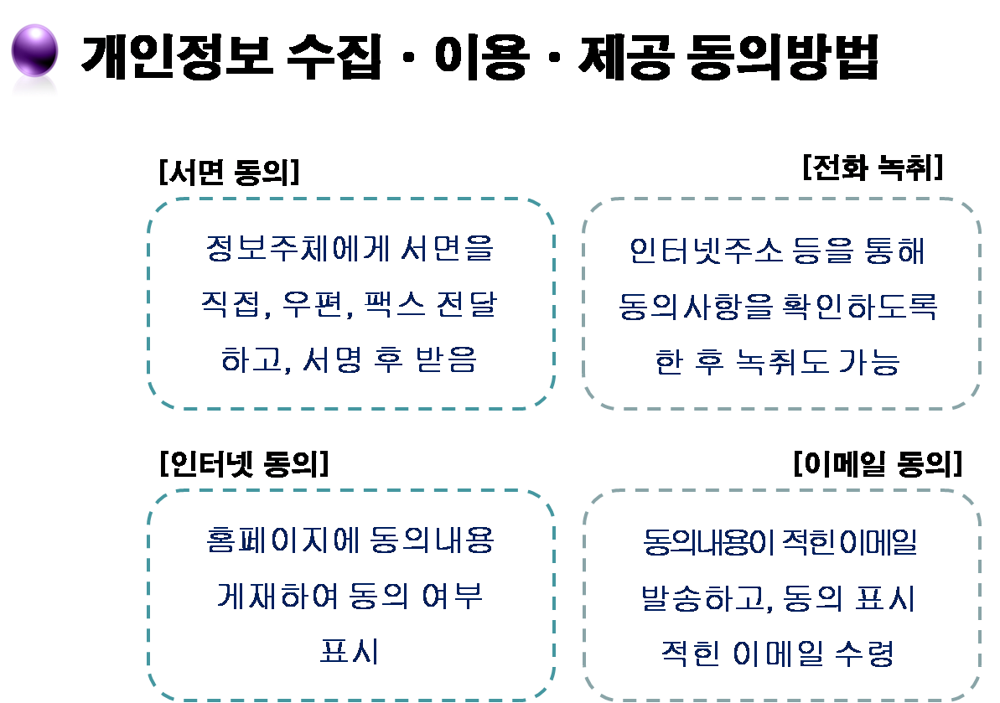 개인정보 수집 · 이용 · 제공 동의방법
[서면 동의]
정보주체에게 서면을
직접, 우편, 팩스 전달
하고, 서명 후 받음
[전화 녹취]
인터넷주소 등을 통해
동의사항을 확인하도록
한 후 녹취도 가능
[인터넷 동의]
홈페이지에 동의내용
게재하여 동의 여부
표시
[이메일 동의]
동의내용이 적힌 이메일
발송하고, 동의 표시
적힌 이메일 수령